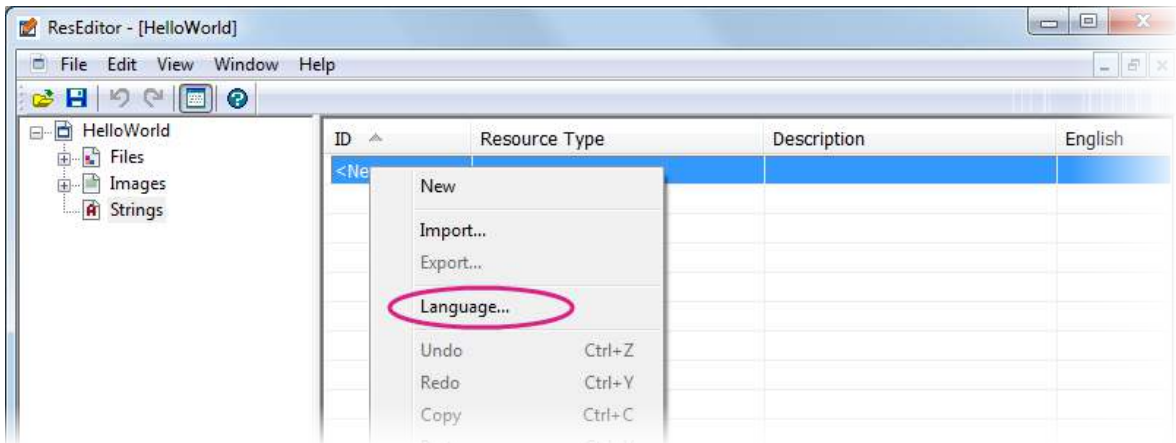 ResEditor - [HelloWorld]
File Edit View Window Help
HelloWorld
Files
Images
Strings
ID Resource Type Description English
<Ne
New
Import...
Export...
Language...
Undo Ctrl+Z
Redo Ctrl+Y
Copy Ctrl+C